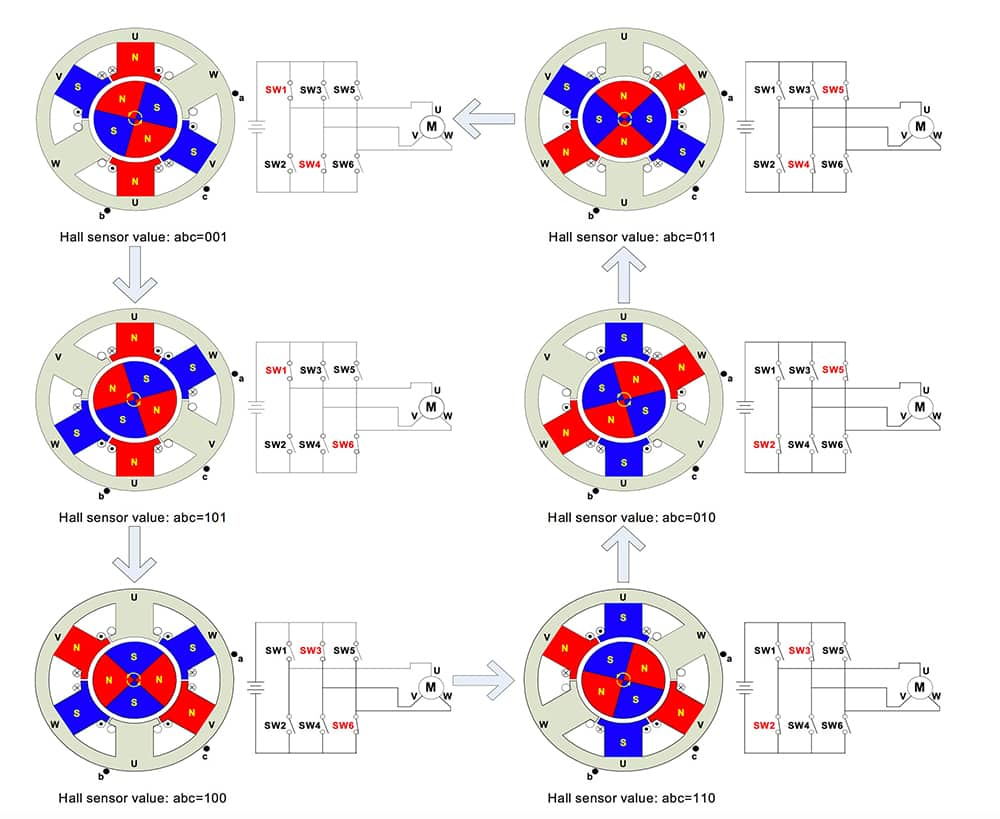 U
N
V
W
S
a
N
S
S
N
S
W
V
N
U
b
c
SW1 SW3 SW5
U
M
V
W
SW2 SW4 SW6
Hall sensor value: abc=001
U
V
W
S
N
a
N
S
S
N
N
S
W
V
U
b
c
SW1 SW3 SW5
U
M
V
W
SW2 SW4 SW6
Hall sensor value: abc=011
U
N
V
W
S
a
S
N
N
S
S
W
V
N
U
b
c
SW1 SW3 SW5
U
M
V
W
SW2 SW4 SW6
Hall sensor value: abc=101
U
S
V
W
N
a
N
S
S
N
N
W
V
S
U
b
c
SW1 SW3 SW5
U
M
V
W
SW2 SW4 SW6
Hall sensor value: abc=010
U
V
W
N
S
a
S
N
N
S
S
N
W
V
U
b
c
SW1 SW3 SW5
U
M
V
W
SW2 SW4 SW6
Hall sensor value: abc=100
U
S
V
W
N
a
S
N
N
S
N
W
V
S
U
b
c
SW1 SW3 SW5
U
M
V
W
SW2 SW4 SW6
Hall sensor value: abc=110